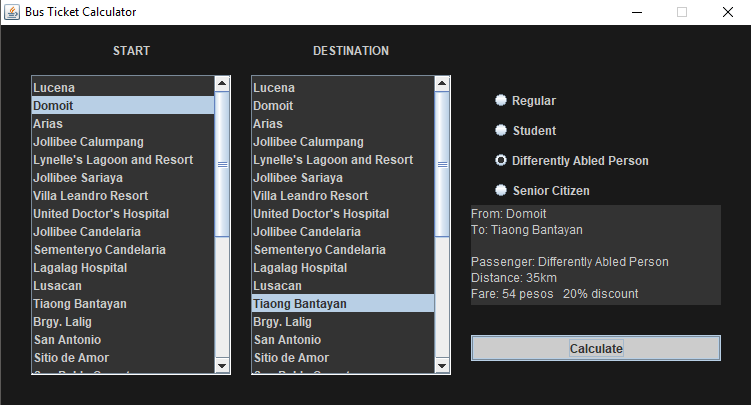 Bus Ticket Calculator
START
DESTINATION
Lucena
Domoit
Arias
Jollibee Calumpang
Lynelle's Lagoon and Resort
Jollibee Sariaya
Villa Leandro Resort
United Doctor's Hospital
Jollibee Candelaria
Sementeryo Candelaria
Lagalag Hospital
Lusacan
Tiaong Bantayan
Brgy. Lalig
San Antonio
Sitio de Amor
Lucena
Domoit
Arias
Jollibee Calumpang
Lynelle's Lagoon and Resort
Jollibee Sariaya
Villa Leandro Resort
United Doctor's Hospital
Jollibee Candelaria
Sementeryo Candelaria
Lagalag Hospital
Lusacan
Tiaong Bantayan
Brgy. Lalig
San Antonio
Sitio de Amor
Regular
Student
Differently Abled Person
Senior Citizen
From: Domoit
To: Tiaong Bantayan
Passenger: Differently Abled Person
Distance: 35km
Fare: 54 pesos 20% discount
Calculate